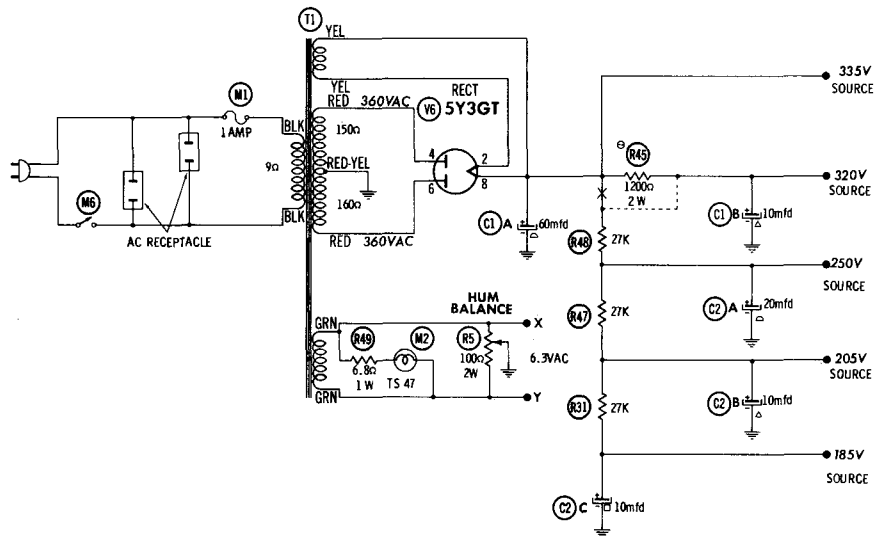 T1
YEL
YEL
RED 360VAC
RECT
V6 5Y3GT
335V
SOURCE
M1
1 AMP
BLK
150Ω
4
2
⊖
R45
9Ω
RED-YEL
6
8
1200Ω
2 W
320V
SOURCE
M6
BLK
160Ω
AC RECEPTACLE
RED 360VAC
C1 A 60mfd
C1 B 10mfd
R48 27K
250V
SOURCE
R47 27K
C2 A 20mfd
HUM
BALANCE
GRN
X
R49
M2
R5
6.8Ω
1 W
TS 47
100Ω
2W
6.3VAC
GRN
Y
205V
SOURCE
R31 27K
C2 B 10mfd
185V
SOURCE
C2 C 10mfd